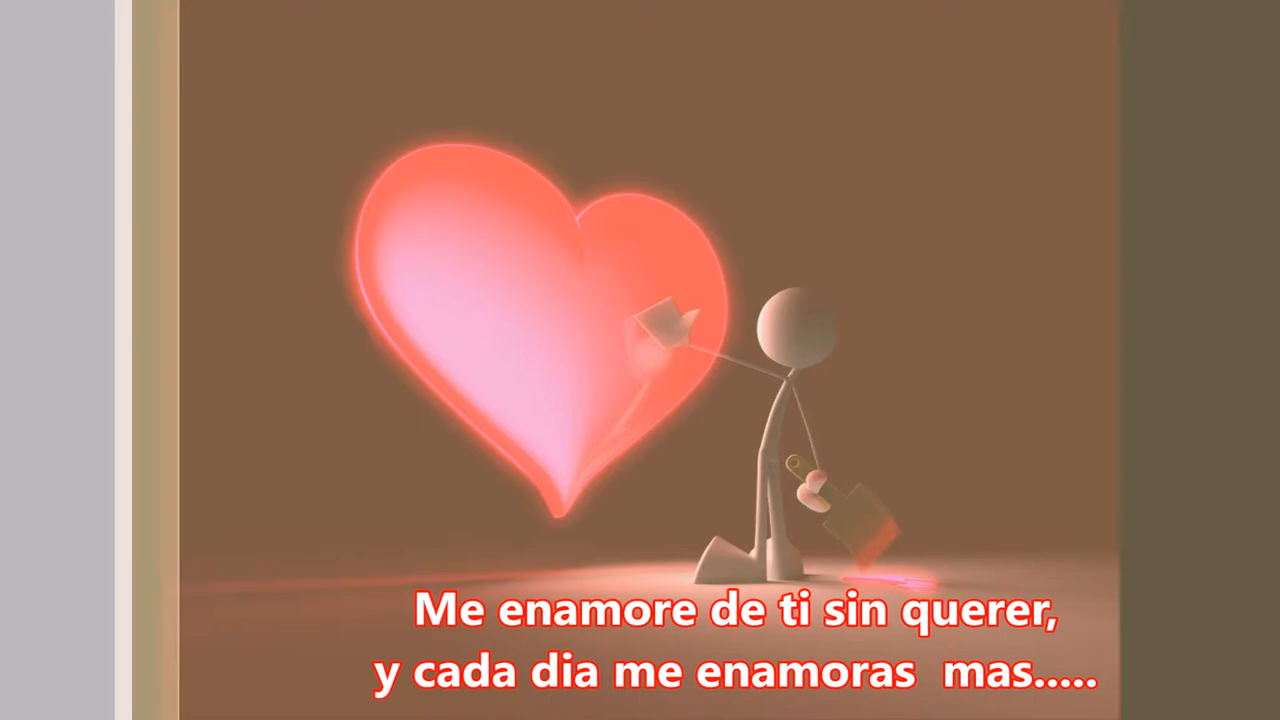 Me enamore de ti sin querer,
y cada dia me enamoras  mas.....